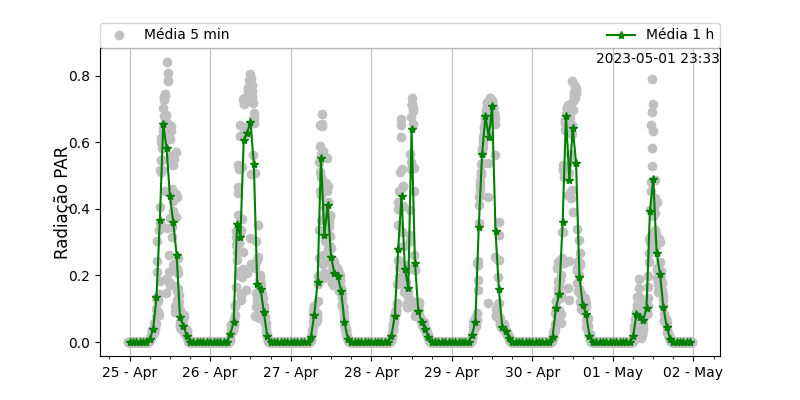 Média 5 min
Média 1 h
2023-05-01 23:33
Radiação PAR
0.8
0.6
0.4
0.2
0.0
25 - Apr
26 - Apr
27 - Apr
28 - Apr
29 - Apr
30 - Apr
01 - May
02 - May